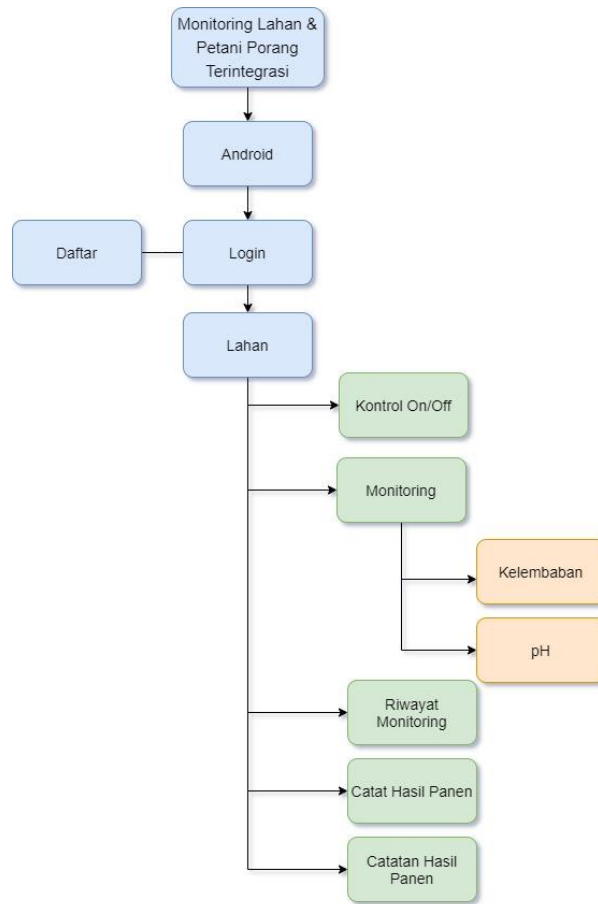 Monitoring Lahan &
Petani Porang
Terintegrasi
Android
Daftar
Login
Lahan
Kontrol On/Off
Monitoring
Kelembaban
pH
Riwayat
Monitoring
Catat Hasil Panen
Catatan Hasil
Panen